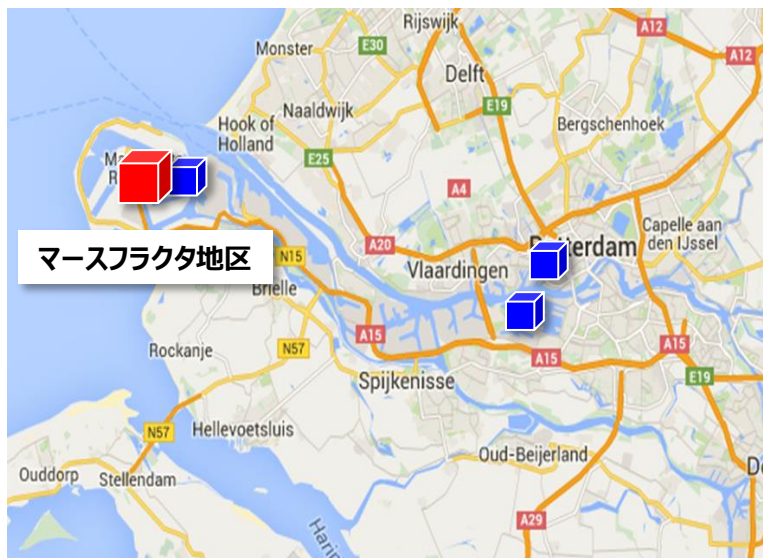 Rijswijk
A12
Monster
E30
A12
Delft
Naaldwijk
E19
Hook of
Holland
Bergschenhoek
E25
A4
Capelle aan
den IJssel
A20
マースフラクタ地区
N15
Vlaardingen
Brielle
A15
A15
A15
Rockanje
N57
E19
Spijkenisse
N57
Hellevoetsluis
Oud-Beijerland
Ouddorp
Stellendam
A29